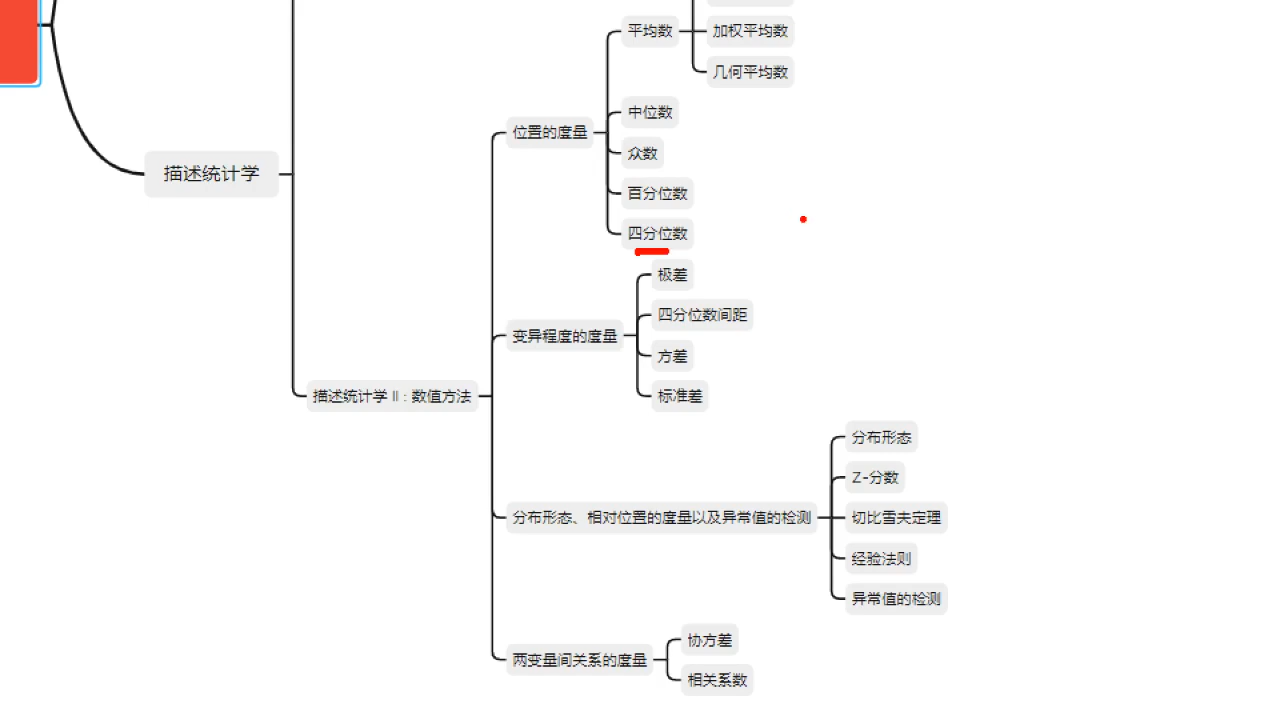 平均数
加权平均数
几何平均数
中位数
位置的度量
众数
描述统计学
百分位数
四分位数
极差
四分位数间距
变异程度的度量
方差
描述统计学 II : 数值方法
标准差
分布形态
Z-分数
分布形态、相对位置的度量以及异常值的检测
切比雪夫定理
经验法则
异常值的检测
协方差
两变量间关系的度量
相关系数